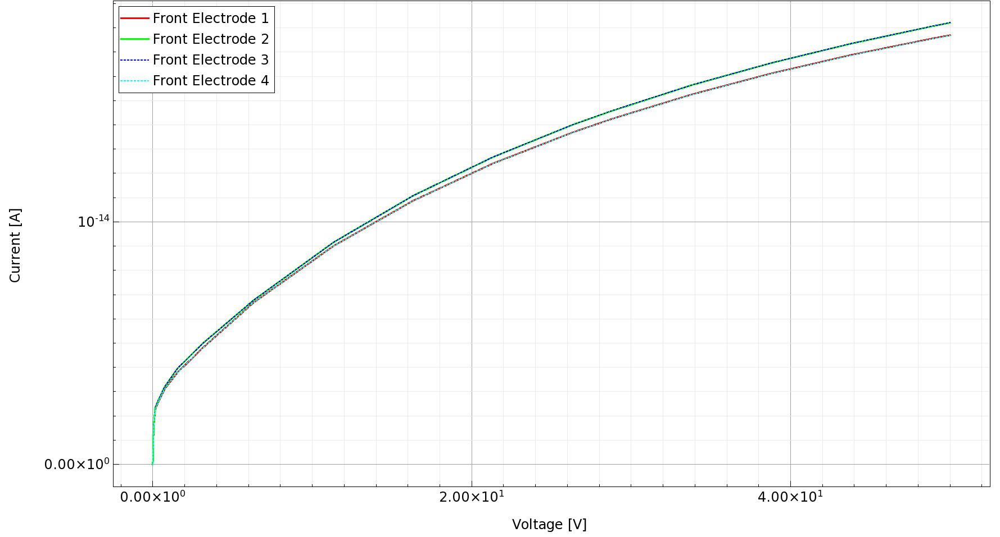 Front Electrode 1
Front Electrode 2
Front Electrode 3
Front Electrode 4
Current [A]
10⁻¹⁴
0.00×10⁰
0.00×10⁰ 2.00×10¹ 4.00×10¹
Voltage [V]